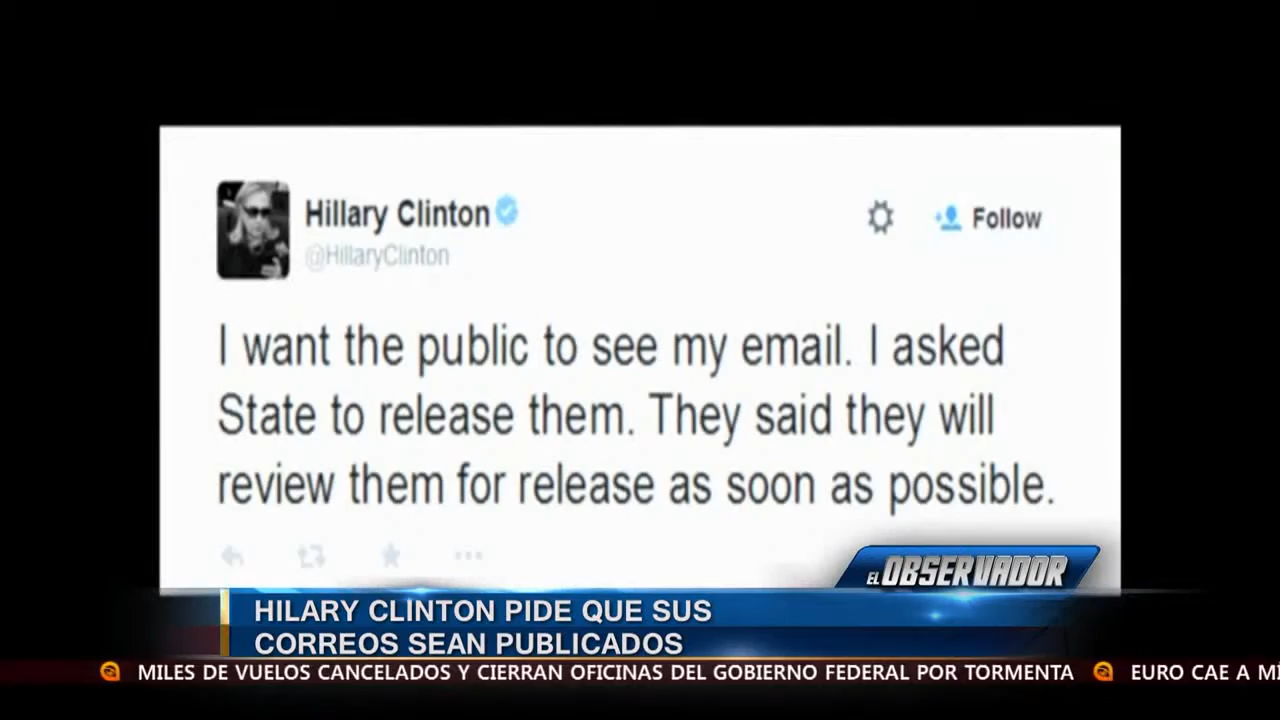 Hillary Clinton
@HillaryClinton
Follow
I want the public to see my email. I asked
State to release them. They said they will
review them for release as soon as possible.
EL OBSERVADOR
HILARY CLINTON PIDE QUE SUS
CORREOS SEAN PUBLICADOS
MILES DE VUELOS CANCELADOS Y CIERRAN OFICINAS DEL GOBIERNO FEDERAL POR TORMENTA EURO CAE A